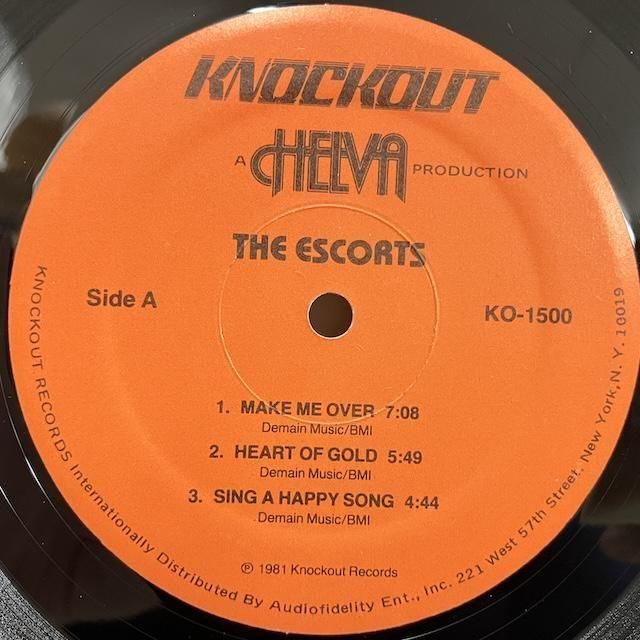 KNOCKOUT
A CHELVA PRODUCTION
THE ESCORTS
Side A
KO-1500
1. MAKE ME OVER 7:08
Demain Music/BMI
2. HEART OF GOLD 5:49
Demain Music/BMI
3. SING A HAPPY SONG 4:44
Demain Music/BMI
℗ 1981 Knockout Records
KNOCKOUT RECORDS Internationally Distributed By Audiofidelity Ent., Inc. 221 West 57th Street, New York, N. Y. 10019